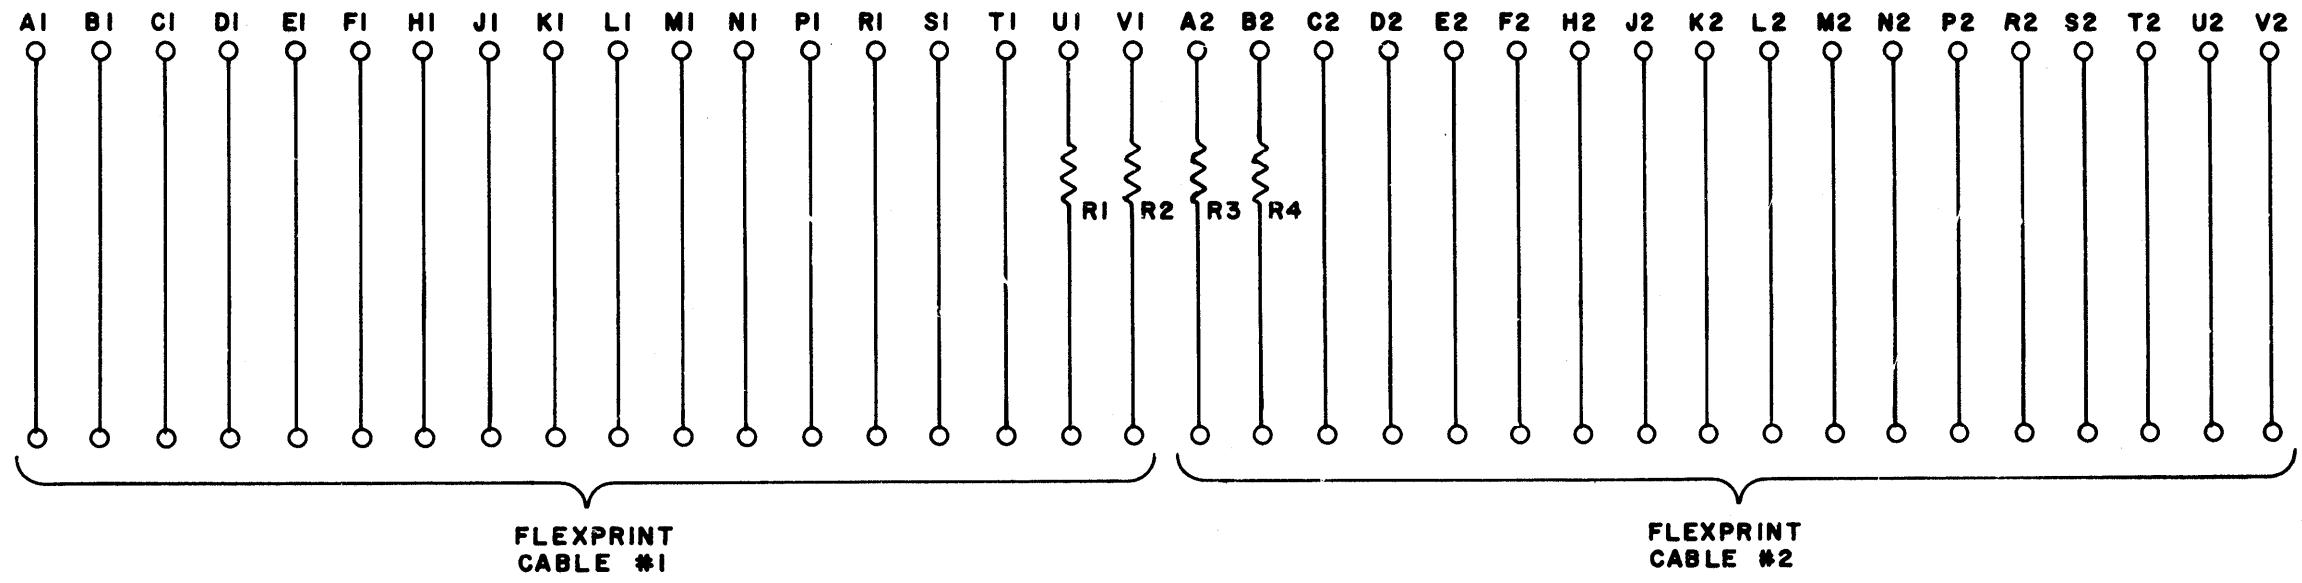 A1 B1 C1 D1 E1 F1 H1 J1 K1 L1 M1 N1 P1 R1 S1 T1 U1 V1 A2 B2 C2 D2 E2 F2 H2 J2 K2 L2 M2 N2 P2 R2 S2 T2 U2 V2
R1 R2 R3 R4
FLEXPRINT
CABLE #1
FLEXPRINT
CABLE #2